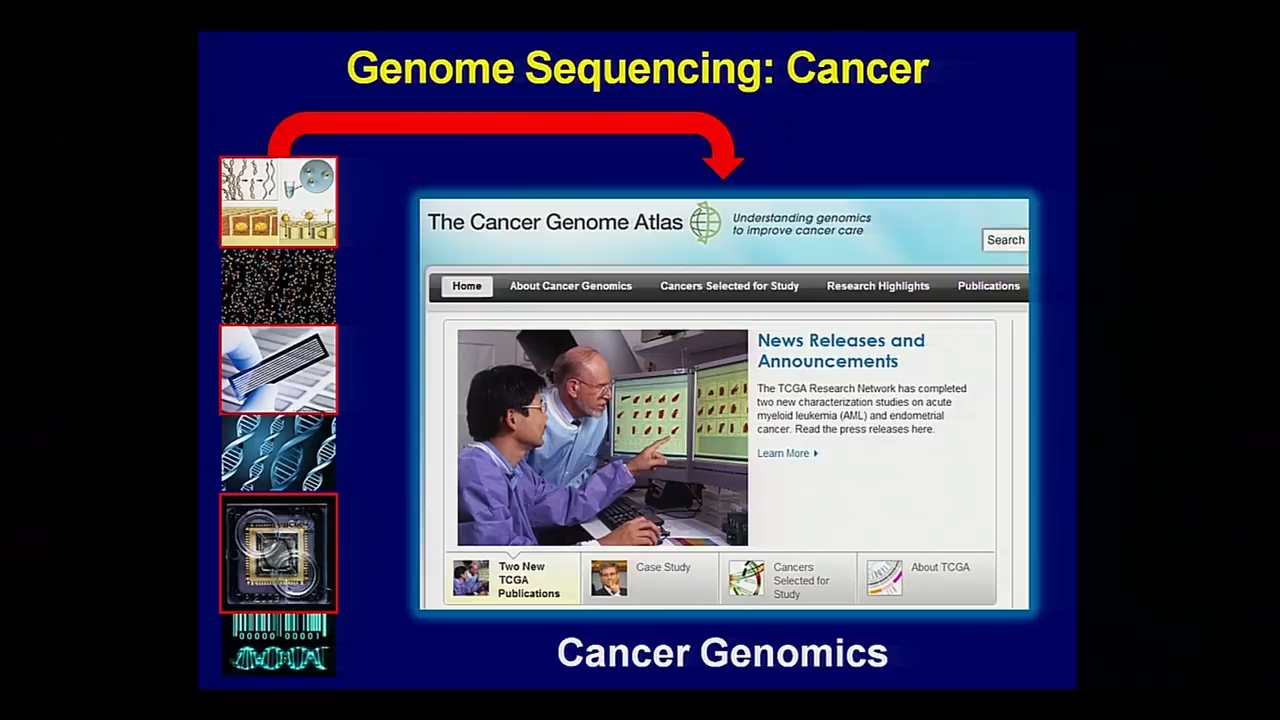 Genome Sequencing: Cancer
The Cancer Genome Atlas
Understanding genomics
to improve cancer care
Search
Home
About Cancer Genomics
Cancers Selected for Study
Research Highlights
Publications
News Releases and
Announcements
The TCGA Research Network has completed
two new characterization studies on acute
myeloid leukemia (AML) and endometrial
cancer. Read the press releases here.
Learn More
Two New
TCGA
Publications
Case Study
Cancers
Selected for
Study
About TCGA
00000 00001
Cancer Genomics